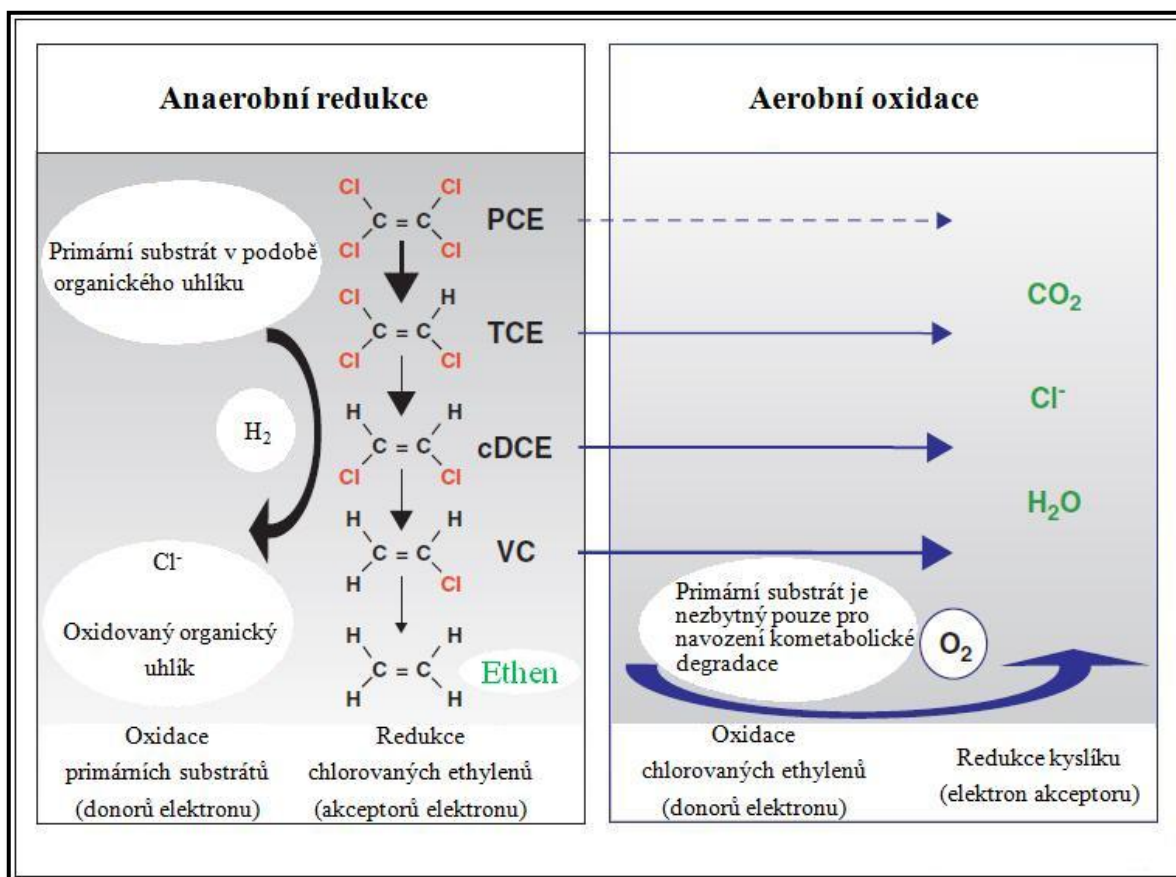 Anaerobní redukce
Primární substrát v podobě
organického uhlíku
H2
Cl-
Oxidovaný organický
uhlík
Cl Cl
C = C
Cl Cl
PCE
Cl H
C = C
Cl Cl
TCE
H H
C = C
Cl Cl
cDCE
H H
C = C
H Cl
VC
H H
C = C
H H
Ethen
Oxidace
primárních substrátů
(donorů elektronu)
Redukce
chlorovaných ethylenů
(akceptorů elektronu)
Aerobní oxidace
CO2
Cl-
H2O
Primární substrát je
nezbytný pouze pro
navození kometabolické
degradace
O2
Oxidace
chlorovaných ethylenů
(donorů elektronu)
Redukce kyslíku
(elektron akceptoru)